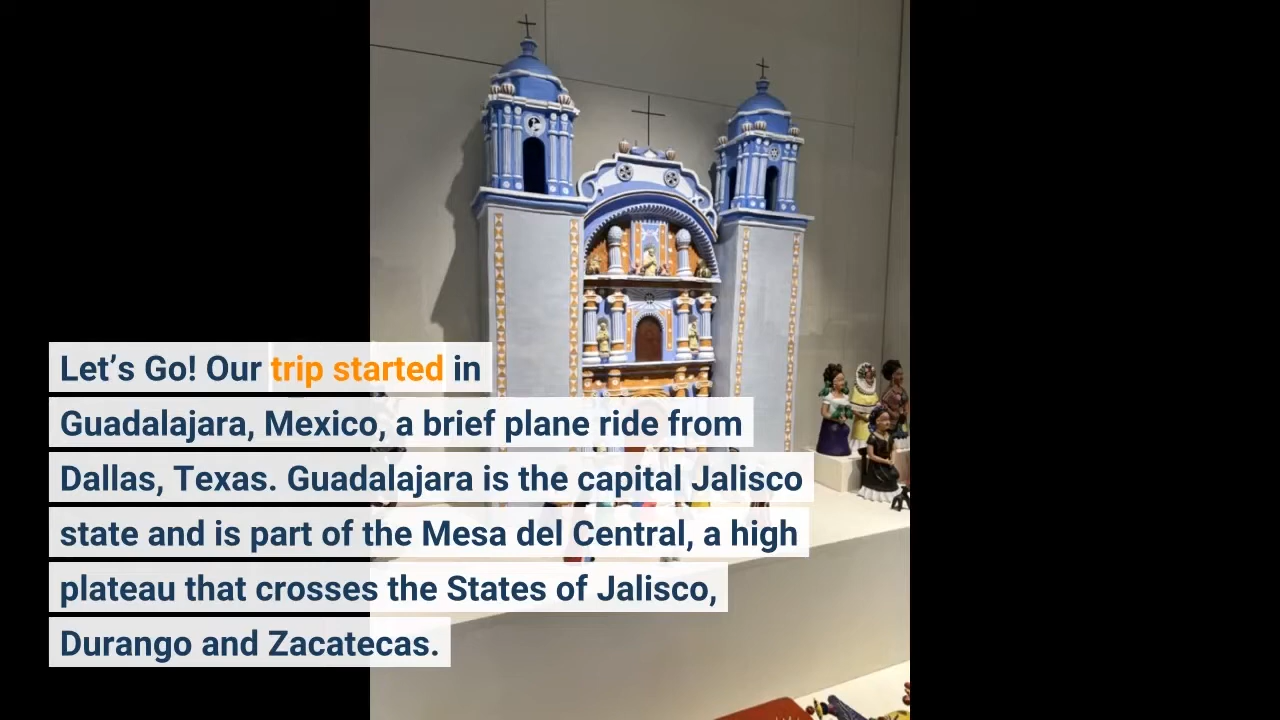 Let’s Go! Our trip started in
Guadalajara, Mexico, a brief plane ride from
Dallas, Texas. Guadalajara is the capital Jalisco
state and is part of the Mesa del Central, a high
plateau that crosses the States of Jalisco,
Durango and Zacatecas.